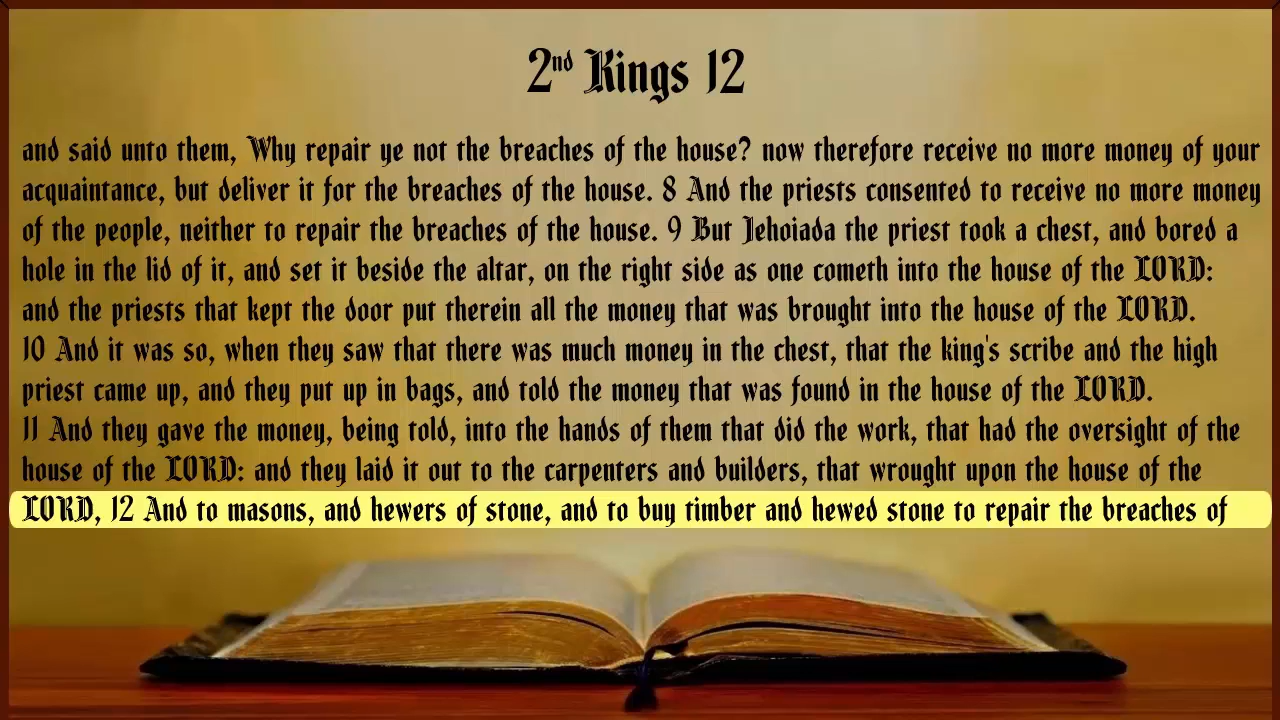 2nd Kings 12
and said unto them, Why repair ye not the breaches of the house? now therefore receive no more money of your
acquaintance, but deliver it for the breaches of the house. 8 And the priests consented to receive no more money
of the people, neither to repair the breaches of the house. 9 But Jehoiada the priest took a chest, and bored a
hole in the lid of it, and set it beside the altar, on the right side as one cometh into the house of the LORD:
and the priests that kept the door put therein all the money that was brought into the house of the LORD.
10 And it was so, when they saw that there was much money in the chest, that the king's scribe and the high
priest came up, and they put up in bags, and told the money that was found in the house of the LORD.
11 And they gave the money, being told, into the hands of them that did the work, that had the oversight of the
house of the LORD: and they laid it out to the carpenters and builders, that wrought upon the house of the
LORD, 12 And to masons, and hewers of stone, and to buy timber and hewed stone to repair the breaches of